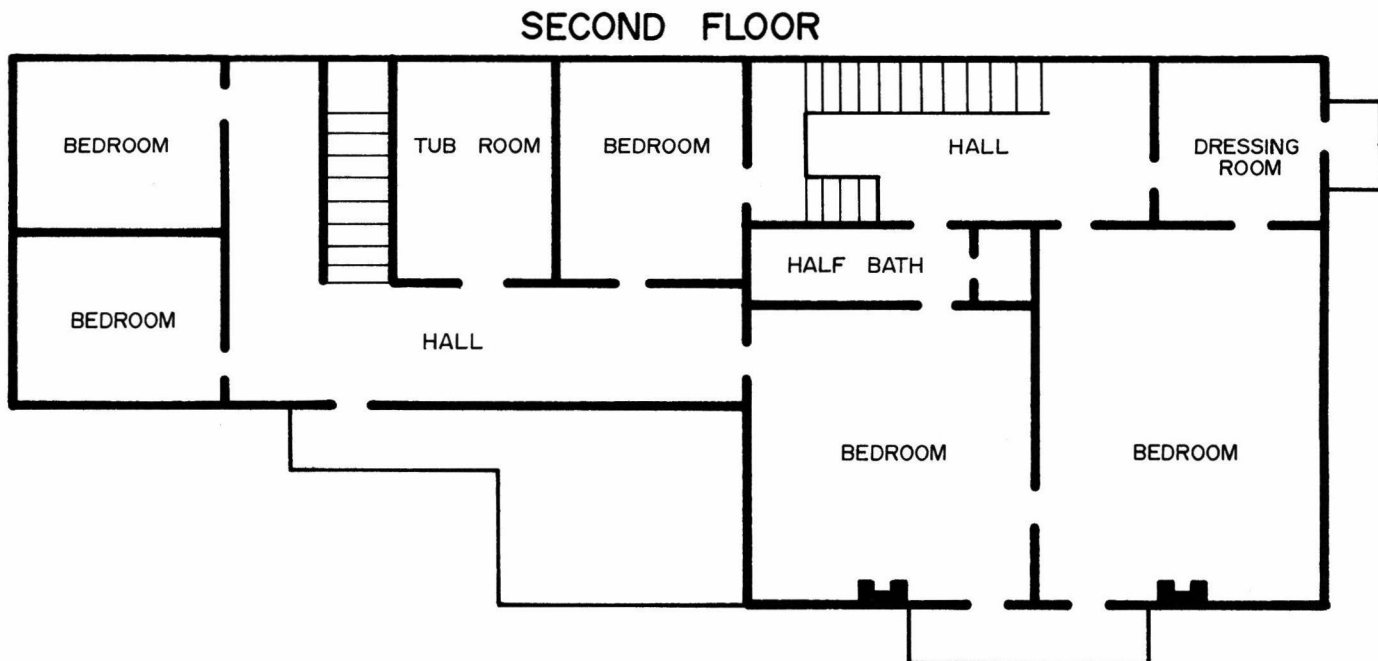 SECOND FLOOR
BEDROOM
TUB ROOM
BEDROOM
HALL
DRESSING
ROOM
HALF BATH
BEDROOM
HALL
BEDROOM
BEDROOM